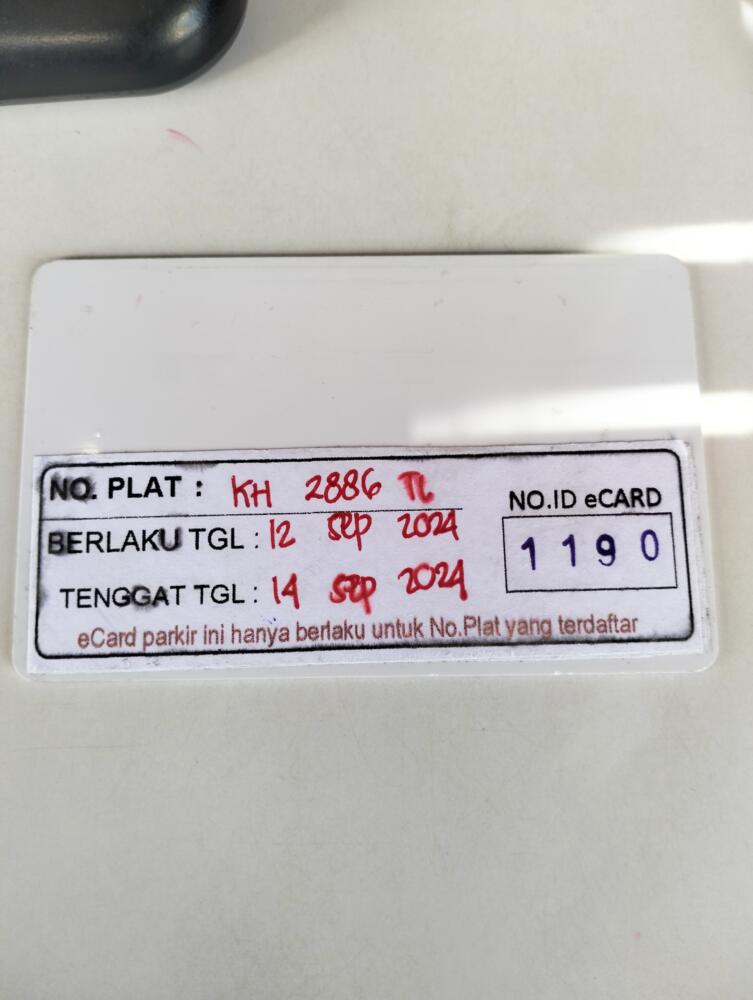 NO. PLAT : KH 2886 TL
BERLAKU TGL : 12 Sep 2024
TENGGAT TGL : 14 Sep 2024
NO.ID eCARD
1190
eCard parkir ini hanya berlaku untuk No.Plat yang terdaftar